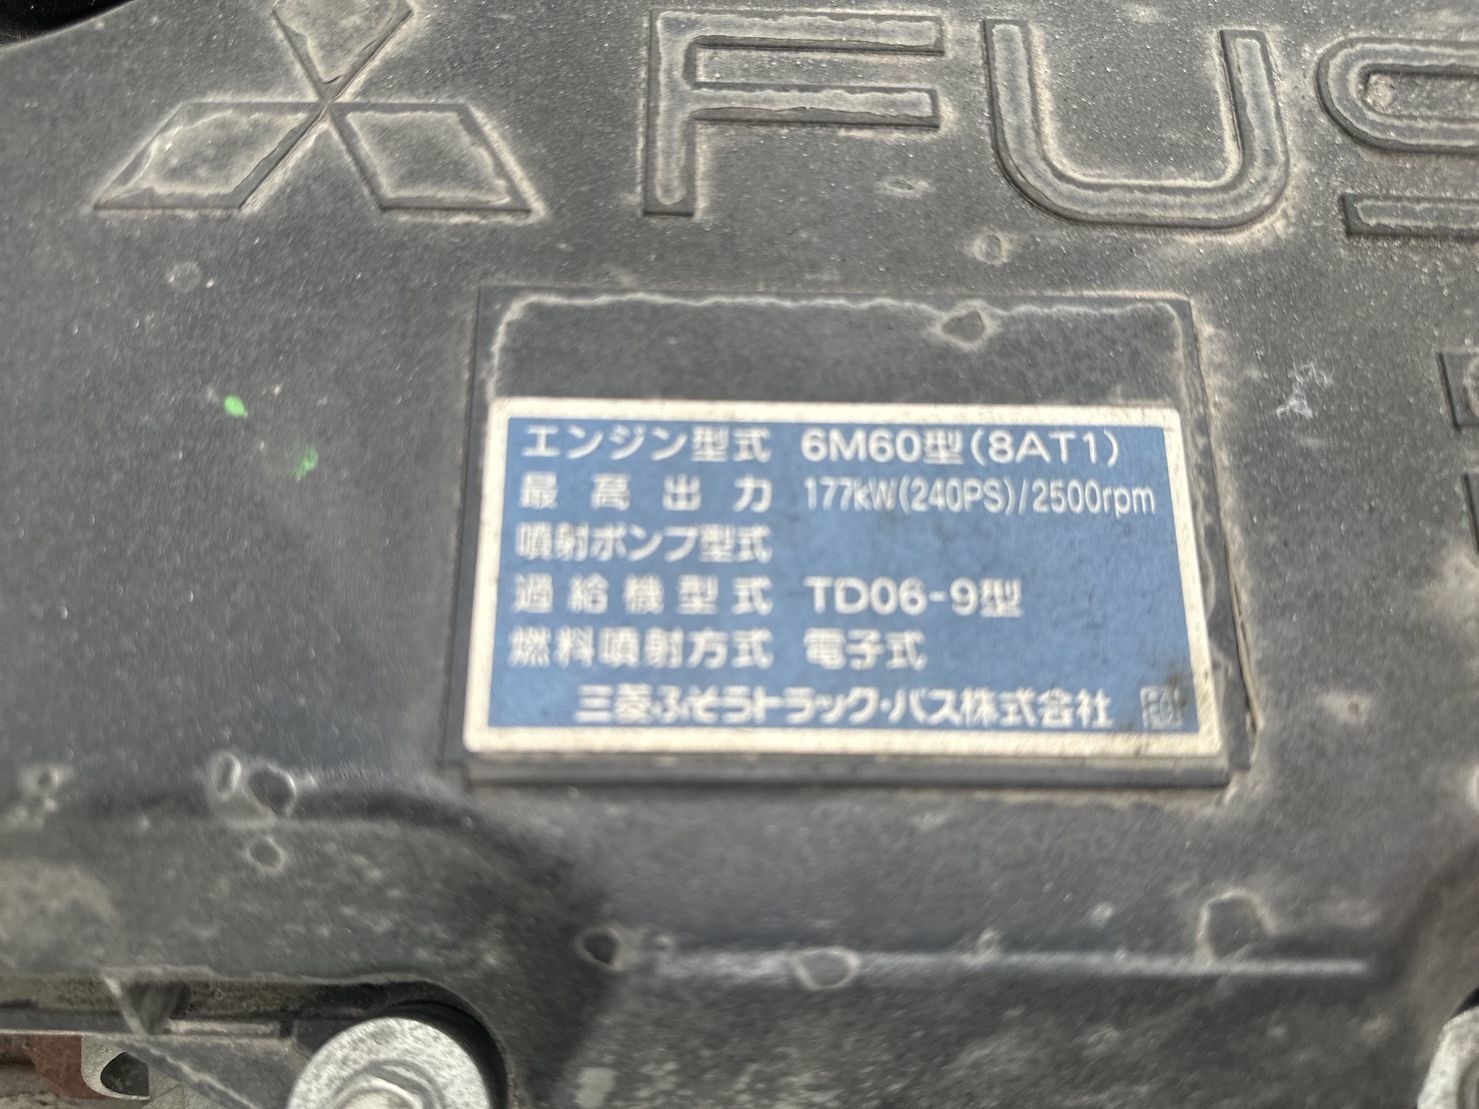 FUS
エンジン型式 6M60型(8AT1)
最高出力 177kW(240PS)/2500rpm
噴射ポンプ型式
過給機型式 TD06-9型
燃料噴射方式 電子式
三菱ふそうトラック・バス株式会社